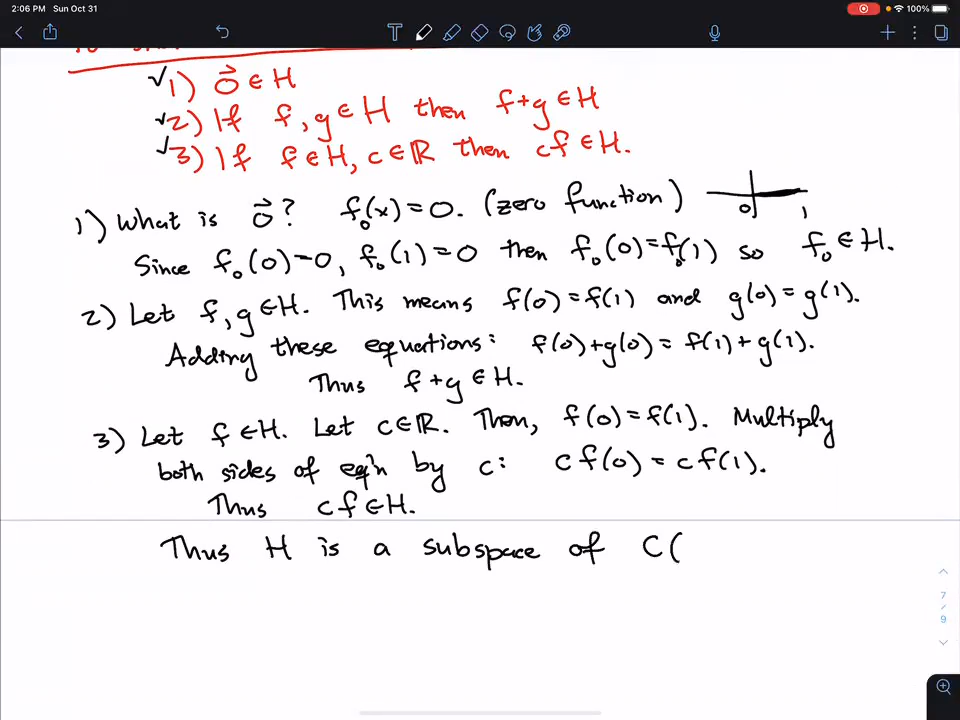 2:06 PM Sun Oct 31
100%
1) 0⃗ ∈ H
2) If f, g ∈ H then f+g ∈ H
3) If f ∈ H, c ∈ ℝ then cf ∈ H.
1) What is 0⃗? f₀(x) = 0. (zero function) 0 1
Since f₀(0) = 0, f₀(1) = 0 then f₀(0) = f₀(1) so f₀ ∈ H.
2) Let f, g ∈ H. This means f(0) = f(1) and g(0) = g(1).
Adding these equations: f(0) + g(0) = f(1) + g(1).
Thus f + g ∈ H.
3) Let f ∈ H. Let c ∈ ℝ. Then, f(0) = f(1). Multiply
both sides of eq'n by c: c f(0) = c f(1).
Thus cf ∈ H.
Thus H is a subspace of C(
7
/
9